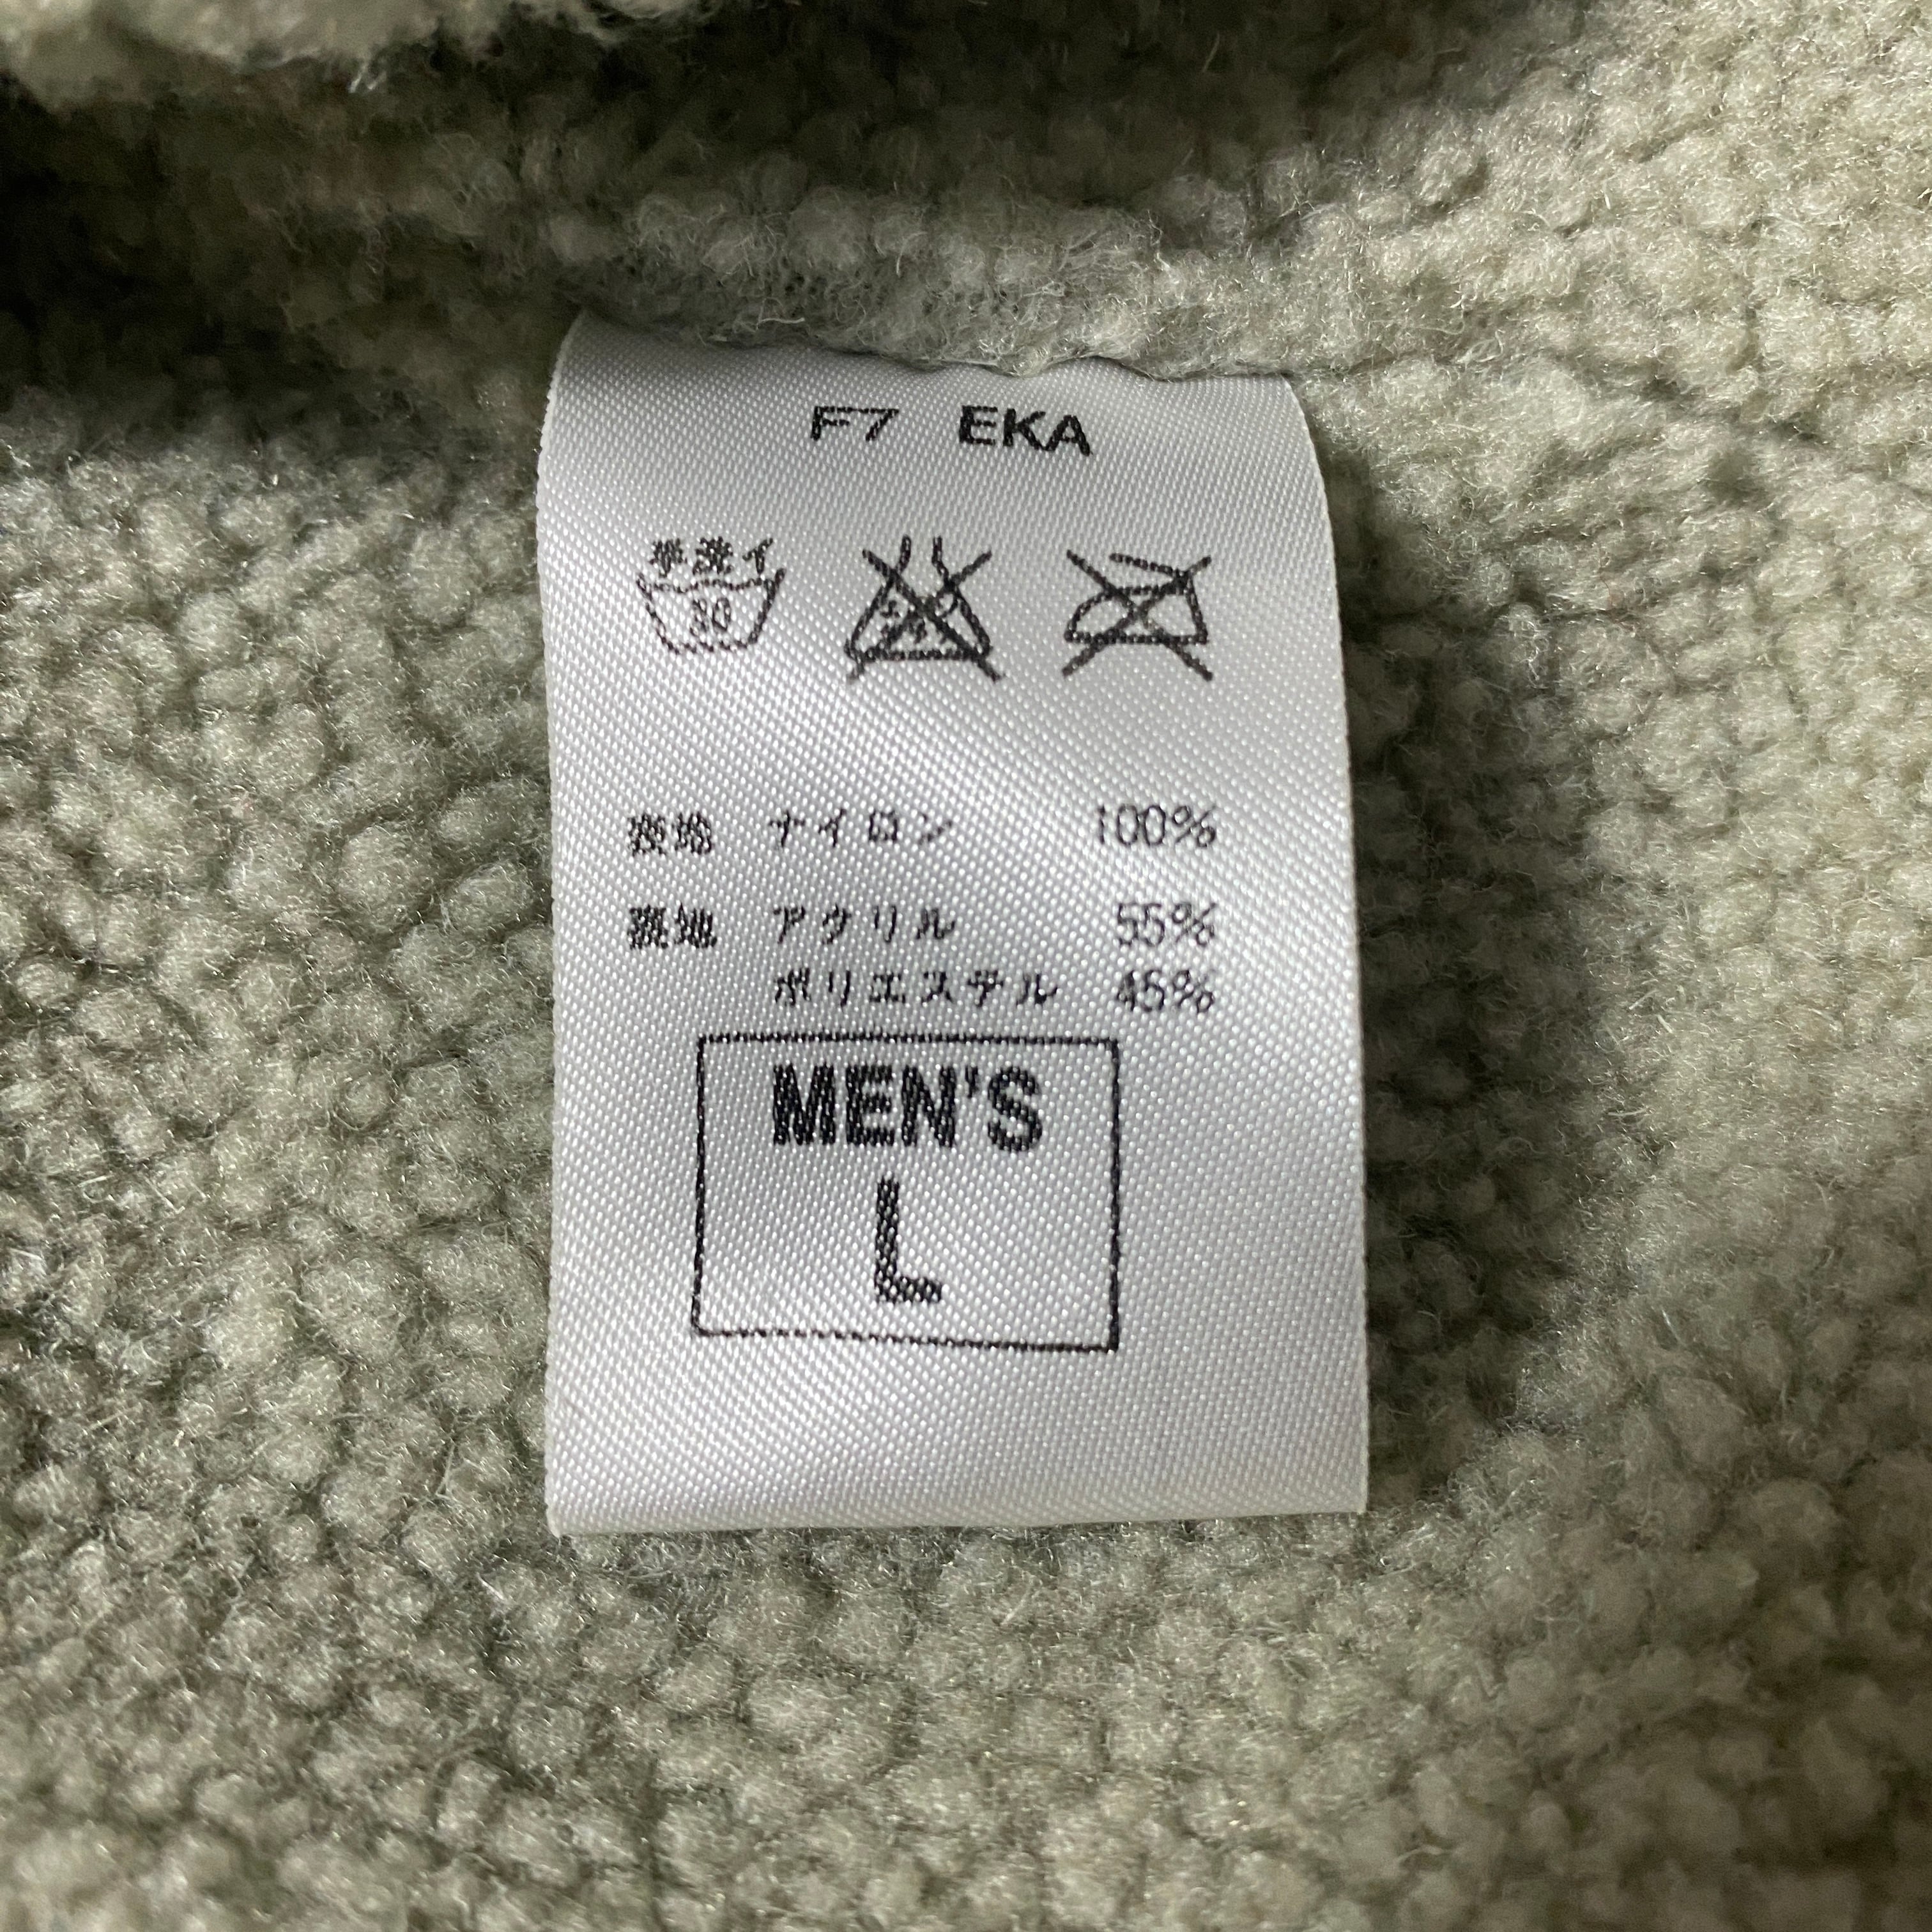 F7 EKA
手洗イ
30
表地 ナイロン 100%
裏地 アクリル 55%
ポリエステル 45%
MEN'S
L